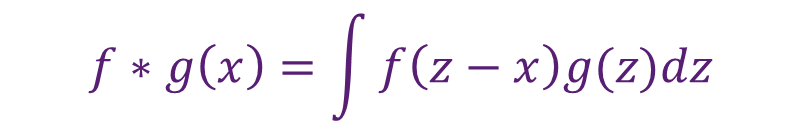 f * g(x) = ∫ f(z − x)g(z)dz